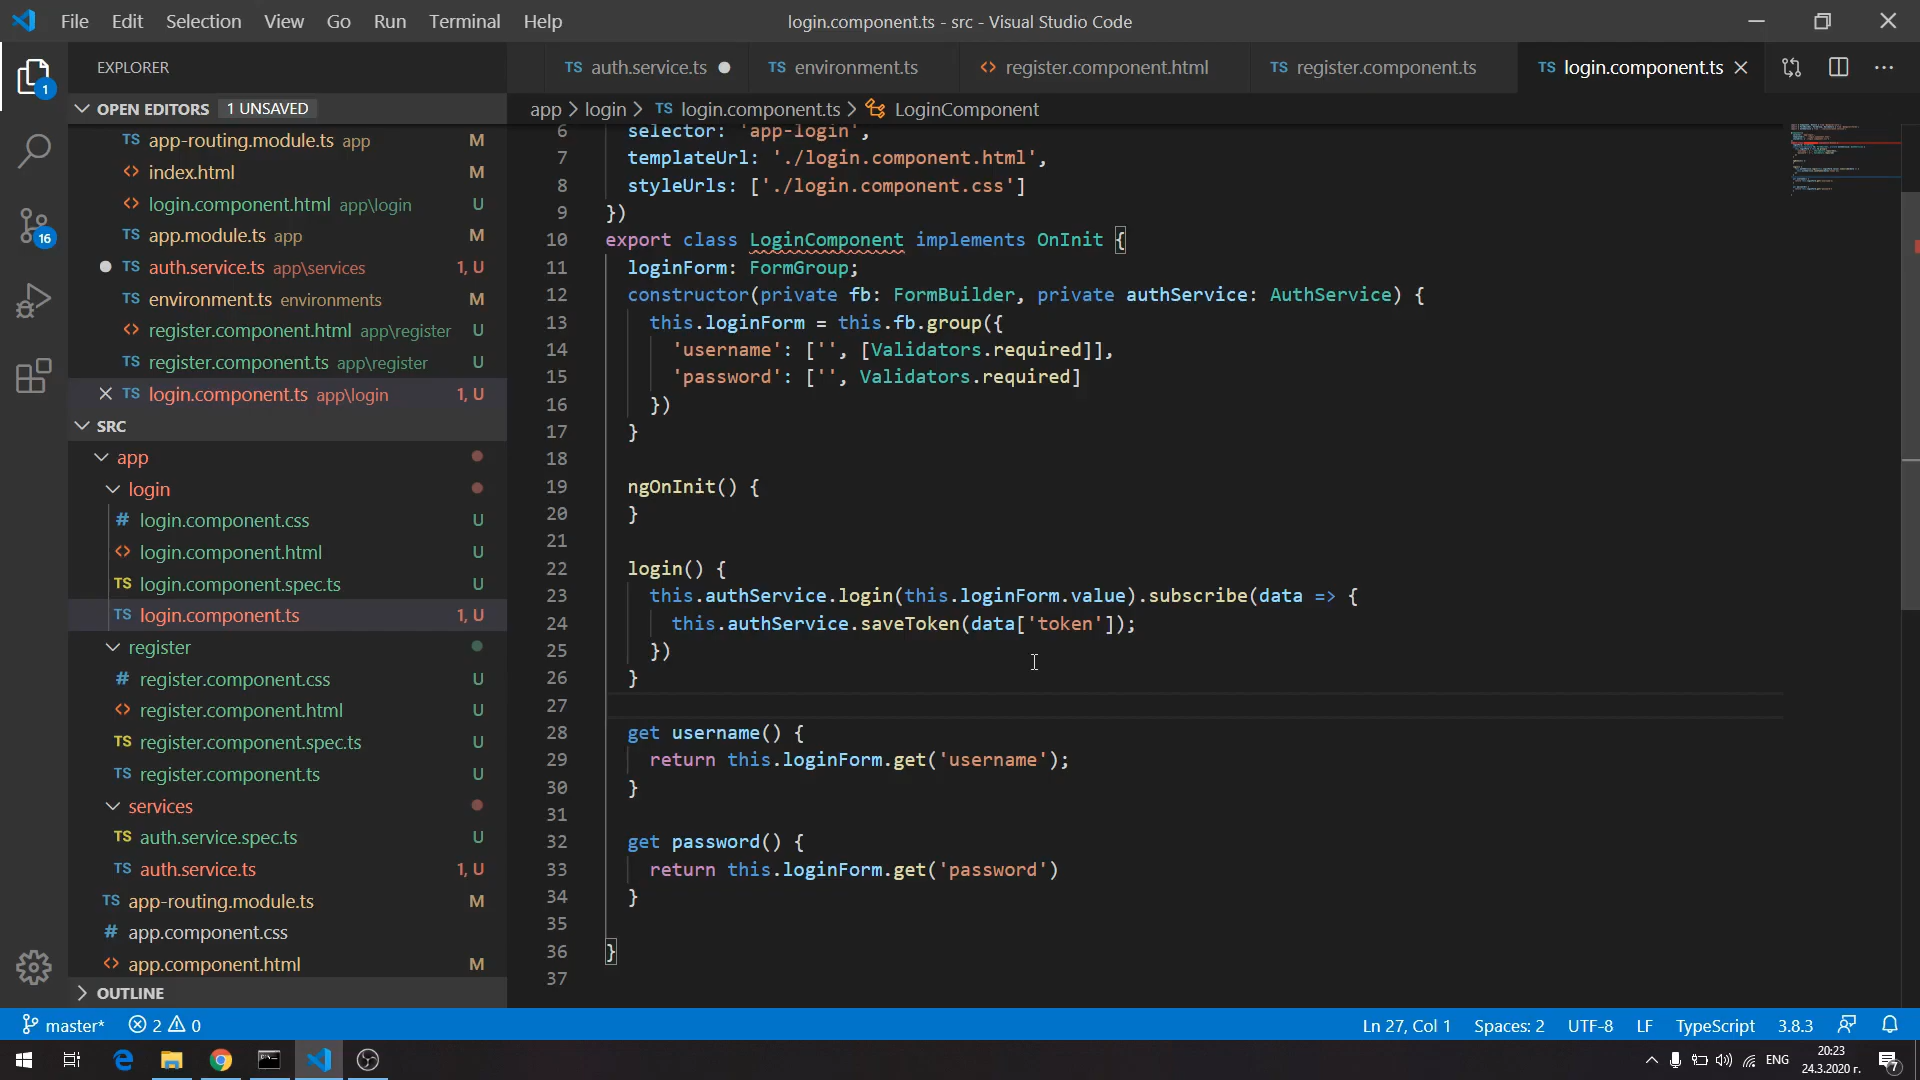 File Edit Selection View Go Run Terminal Help
login.component.ts - src - Visual Studio Code
EXPLORER
TS auth.service.ts
TS environment.ts
<> register.component.html
TS register.component.ts
TS login.component.ts
OPEN EDITORS 1 UNSAVED
app > login > TS login.component.ts > LoginComponent
TS app-routing.module.ts app M
<> index.html M
<> login.component.html app\login U
TS app.module.ts app M
TS auth.service.ts app\services 1, U
TS environment.ts environments M
<> register.component.html app\register U
TS register.component.ts app\register U
TS login.component.ts app\login 1, U
SRC
app
login
# login.component.css U
<> login.component.html U
TS login.component.spec.ts U
TS login.component.ts 1, U
register
# register.component.css U
<> register.component.html U
TS register.component.spec.ts U
TS register.component.ts U
services
TS auth.service.spec.ts U
TS auth.service.ts 1, U
TS app-routing.module.ts M
# app.component.css
<> app.component.html M
OUTLINE
1
16
6 selector: 'app-login',
7 templateUrl: './login.component.html',
8 styleUrls: ['./login.component.css']
9 })
10 export class LoginComponent implements OnInit {
11 loginForm: FormGroup;
12 constructor(private fb: FormBuilder, private authService: AuthService) {
13 this.loginForm = this.fb.group({
14 'username': ['', [Validators.required]],
15 'password': ['', Validators.required]
16 })
17 }
18
19 ngOnInit() {
20 }
21
22 login() {
23 this.authService.login(this.loginForm.value).subscribe(data => {
24 this.authService.saveToken(data['token']);
25 })
26 }
27
28 get username() {
29 return this.loginForm.get('username');
30 }
31
32 get password() {
33 return this.loginForm.get('password')
34 }
35
36 }
37
master* 2 0
Ln 27, Col 1 Spaces: 2 UTF-8 LF TypeScript 3.8.3
ENG
20:23
24.3.2020 г.
7